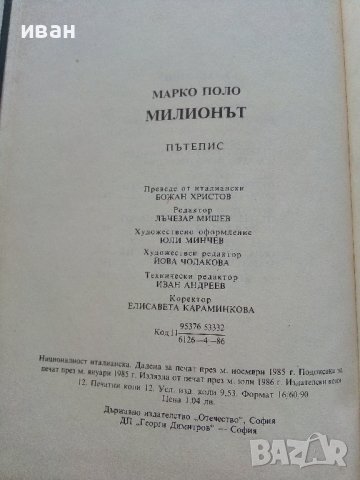 иван
МАРКО ПОЛО
МИЛИОНЪТ
ПЪТЕПИС
Преведе от италиански
БОЖАН ХРИСТОВ
Редактор
ЛЪЧЕЗАР МИШЕВ
Художествено оформление
ЮЛИ МИНЧЕВ
Художествен редактор
ЙОВА ЧОЛАКОВА
Технически редактор
ИВАН АНДРЕЕВ
Коректор
ЕЛИСАВЕТА КАРАМИНКОВА
Код 11 95376 53332
6126—4—86
Националност италианска. Дадена за печат през м. ноември 1985 г. Подписана за
печат през м. януари 1985 г. Излязла от печат през м. юли 1986 г. Издателски коли
12. Печатни коли 12. Усл. изд. коли 9,53. Формат 16/60/90
Цена 1,04 лв.
Държавно издателство „Отечество", София
ДП „Георги Димитров" — София
BAZAR.bg